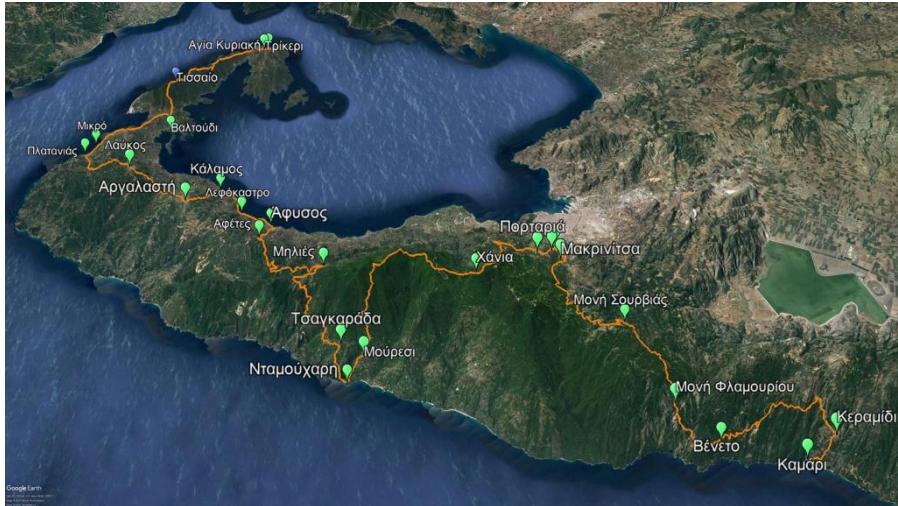 Αγία Κυριακή Τρίκερι
Τισσαίο
Βαλτούδι
Μικρό
Πλατανιάς
Λαύκος
Κάλαμος
Αργαλαστή
Λεφόκαστρο
Άφυσος
Αφέτες
Μηλιές
Πορταριά
Μακρινίτσα
Χάνια
Μονή Σουρβιάς
Τσαγκαράδα
Μούρεσι
Νταμούχαρη
Μονή Φλαμουρίου
Κεραμίδι
Βένετο
Καμάρι
Google Earth